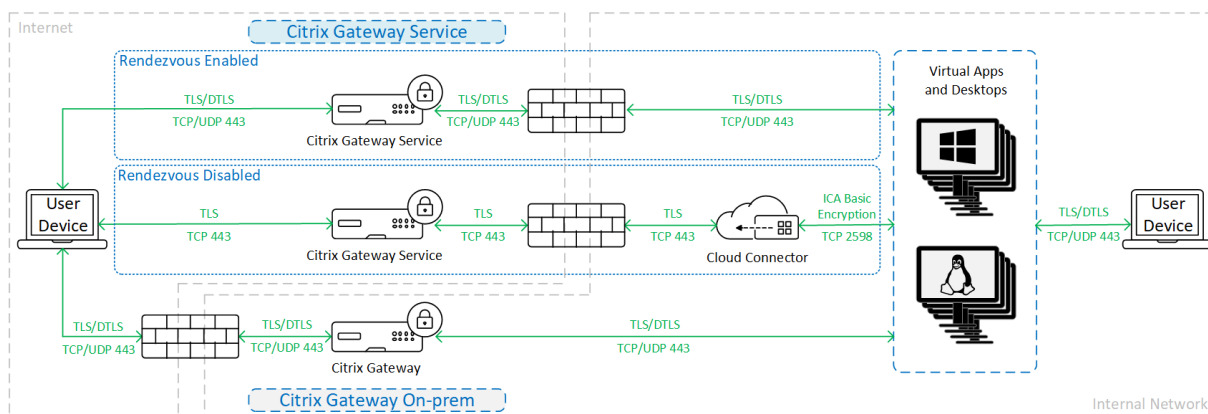 Internet
Citrix Gateway Service
Rendezvous Enabled
TLS/DTLS
TCP/UDP 443
Citrix Gateway Service
TLS/DTLS
TCP/UDP 443
TLS/DTLS
TCP/UDP 443
Virtual Apps
and Desktops
Rendezvous Disabled
User
Device
TLS
TCP 443
Citrix Gateway Service
TLS
TCP 443
TLS
TCP 443
Cloud Connector
ICA Basic
Encryption
TCP 2598
TLS/DTLS
TCP/UDP 443
User
Device
TLS/DTLS
TCP/UDP 443
TLS/DTLS
TCP/UDP 443
Citrix Gateway
TLS/DTLS
TCP/UDP 443
Citrix Gateway On-prem
Internal Network